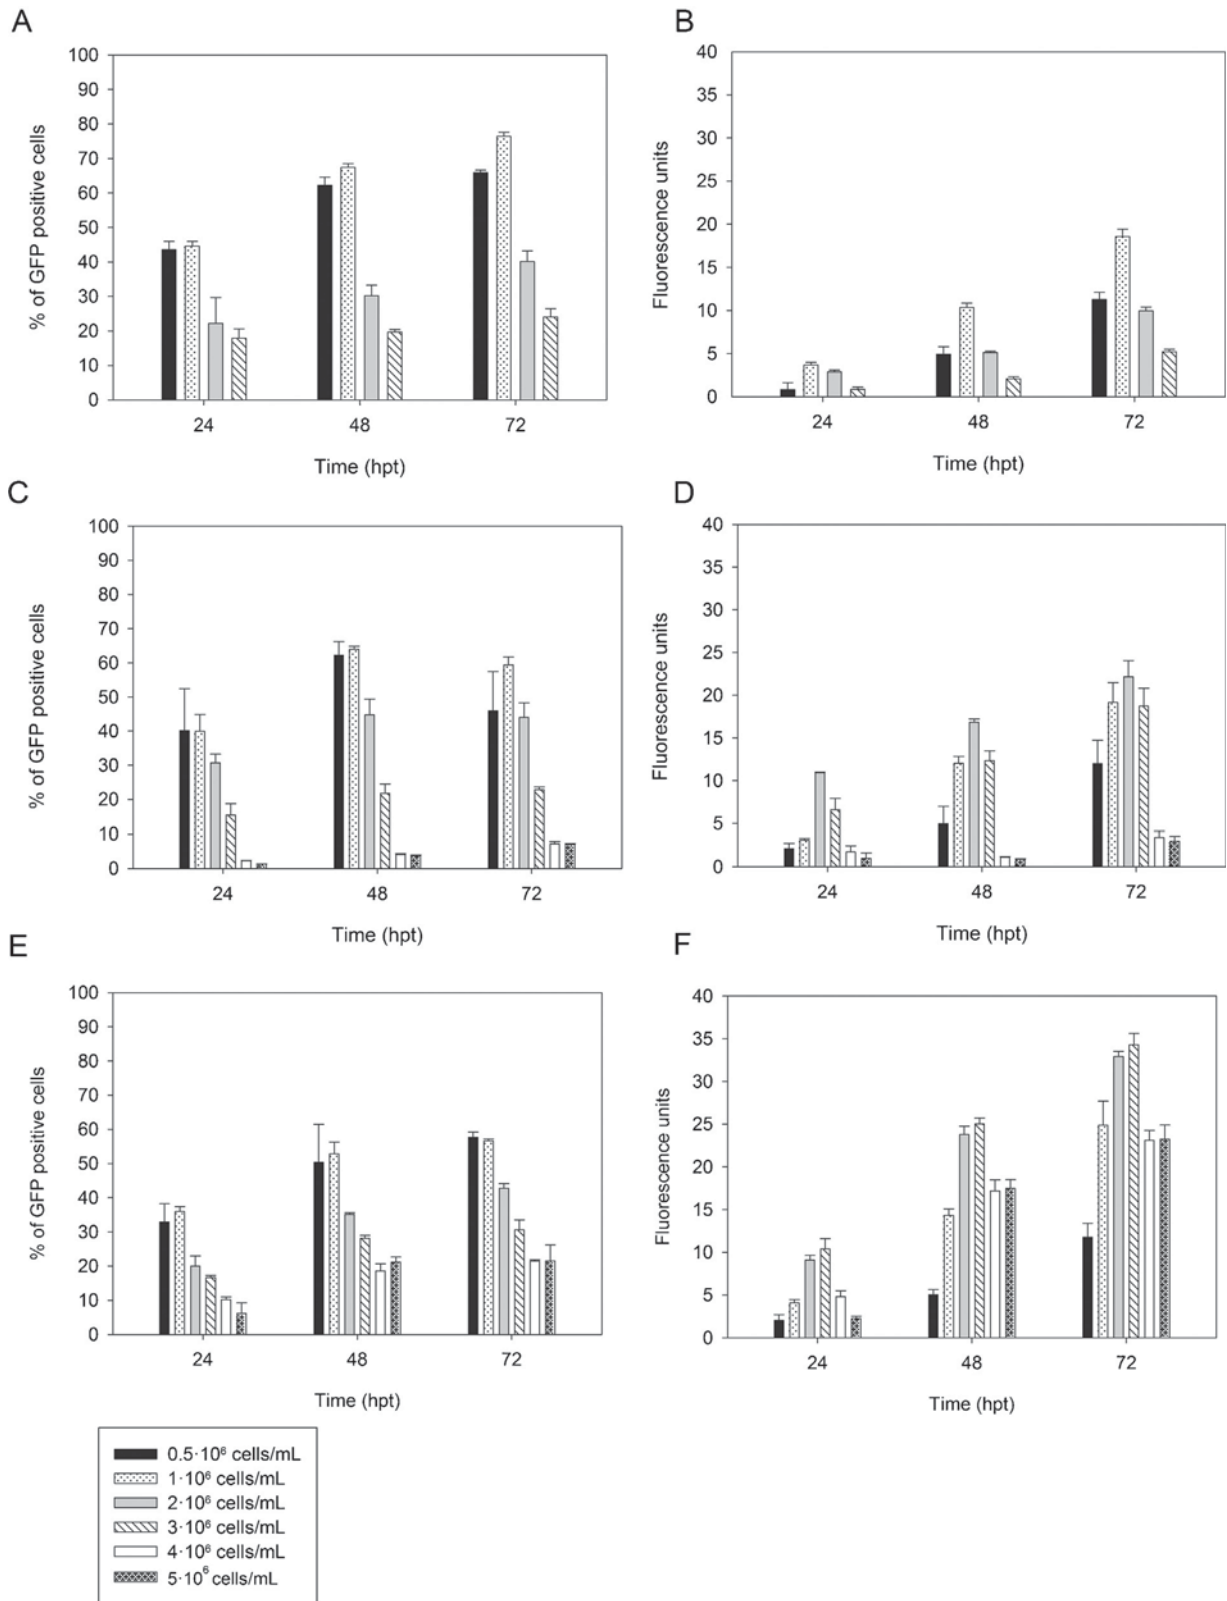 A
100
90
80
70
60
50
40
30
20
10
0
% of GFP positive cells
24 48 72
Time (hpt)
B
40
35
30
25
20
15
10
5
0
Fluorescence units
24 48 72
Time (hpt)
C
100
90
80
70
60
50
40
30
20
10
0
% of GFP positive cells
24 48 72
Time (hpt)
D
40
35
30
25
20
15
10
5
0
Fluorescence units
24 48 72
Time (hpt)
E
100
90
80
70
60
50
40
30
20
10
0
% of GFP positive cells
24 48 72
Time (hpt)
F
40
35
30
25
20
15
10
5
0
Fluorescence units
24 48 72
Time (hpt)
0.5·10⁶ cells/mL
1·10⁶ cells/mL
2·10⁶ cells/mL
3·10⁶ cells/mL
4·10⁶ cells/mL
5·10⁶ cells/mL